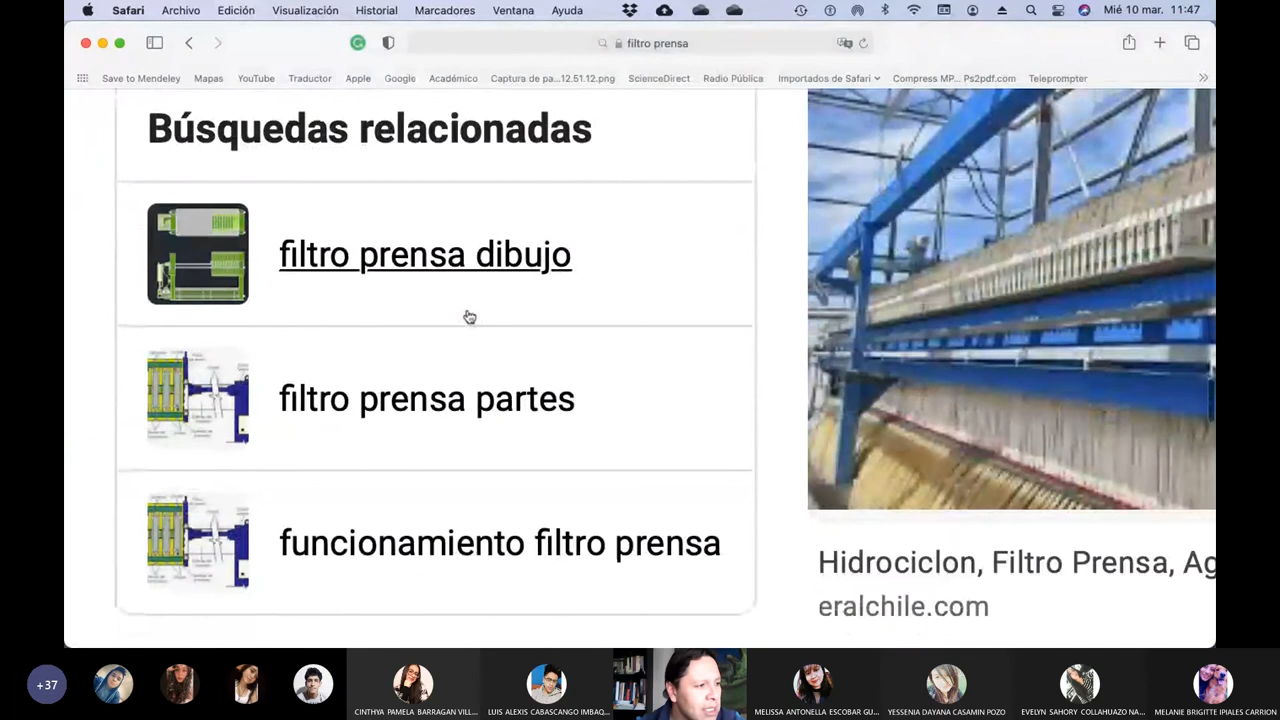 Safari Archivo Edición Visualización Historial Marcadores Ventana Ayuda Mié 10 mar. 11:47
filtro prensa
Save to Mendeley Mapas YouTube Traductor Apple Google Académico Captura de pa...12.51.12.png ScienceDirect Radio Pública Importados de Safari Compress MP... Ps2pdf.com Teleprompter
Búsquedas relacionadas
filtro prensa dibujo
filtro prensa partes
funcionamiento filtro prensa
Hidrociclon, Filtro Prensa, Ag
eralchile.com
+37
CINTHYA PAMELA BARRAGAN VILL...
LUIS ALEXIS CABASCANGO IMBAQ...
MELISSA ANTONELLA ESCOBAR GU...
YESSENIA DAYANA CASAMIN POZO
EVELYN SAHORY COLLAHUAZO NA...
MELANIE BRIGITTE IPIALES CARRION